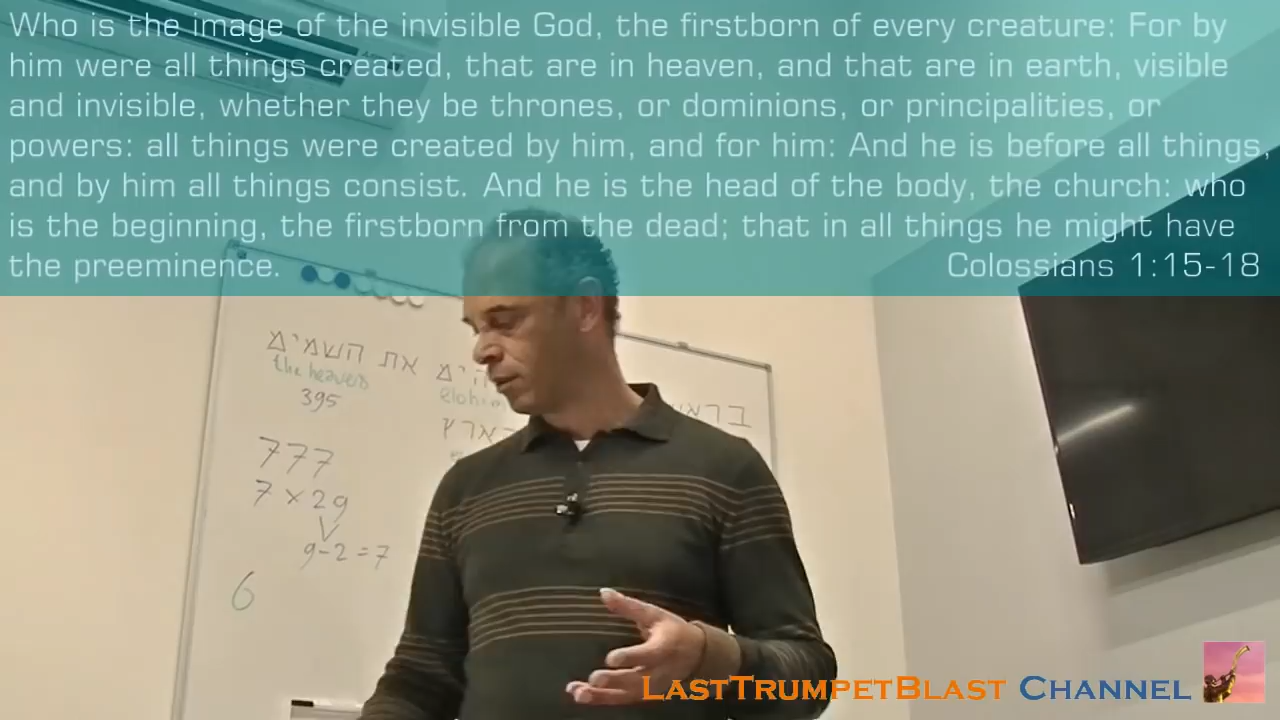 Who is the image of the invisible God, the firstborn of every creature: For by
him were all things created, that are in heaven, and that are in earth, visible
and invisible, whether they be thrones, or dominions, or principalities, or
powers: all things were created by him, and for him: And he is before all things,
and by him all things consist. And he is the head of the body, the church: who
is the beginning, the firstborn from the dead; that in all things he might have
the preeminence.
Colossians 1:15-18
את השמים
the heavens
395
777
7 × 29
9-2=7
6
LastTrumpetBlast Channel